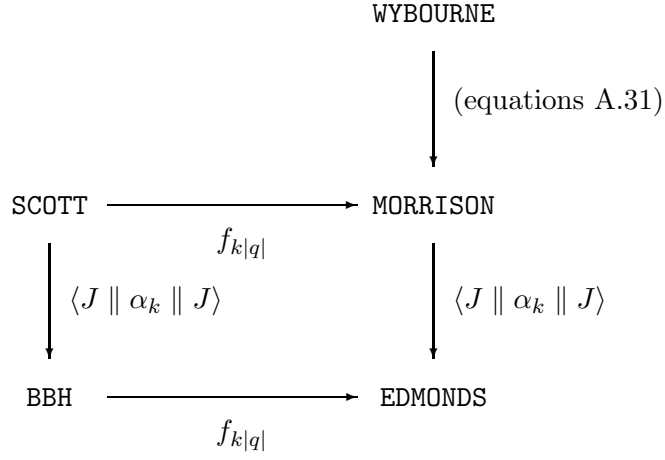 WYBOURNE
(equations A.31)
SCOTT
MORRISON
f_{k|q|}
⟨J ∥ α_k ∥ J⟩
⟨J ∥ α_k ∥ J⟩
BBH
EDMONDS
f_{k|q|}